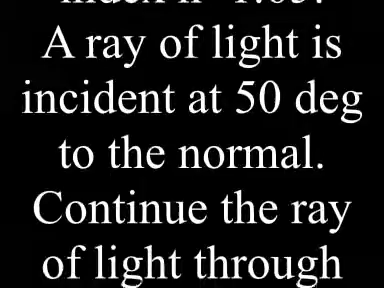 A ray of light is
incident at 50 deg
to the normal.
Continue the ray
of light through